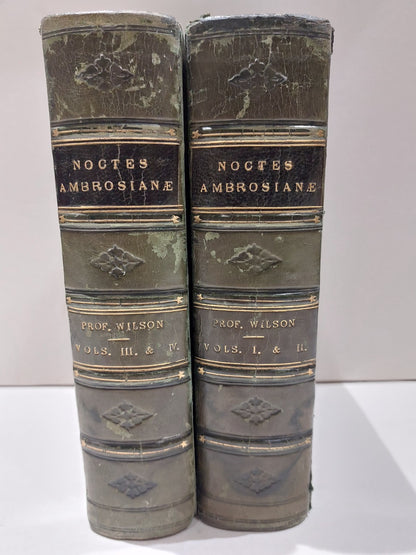 NOCTES
AMBROSIANÆ
PROF. WILSON
VOLS. III. & IV.
NOCTES
AMBROSIANÆ
PROF. WILSON
VOLS. I. & II.